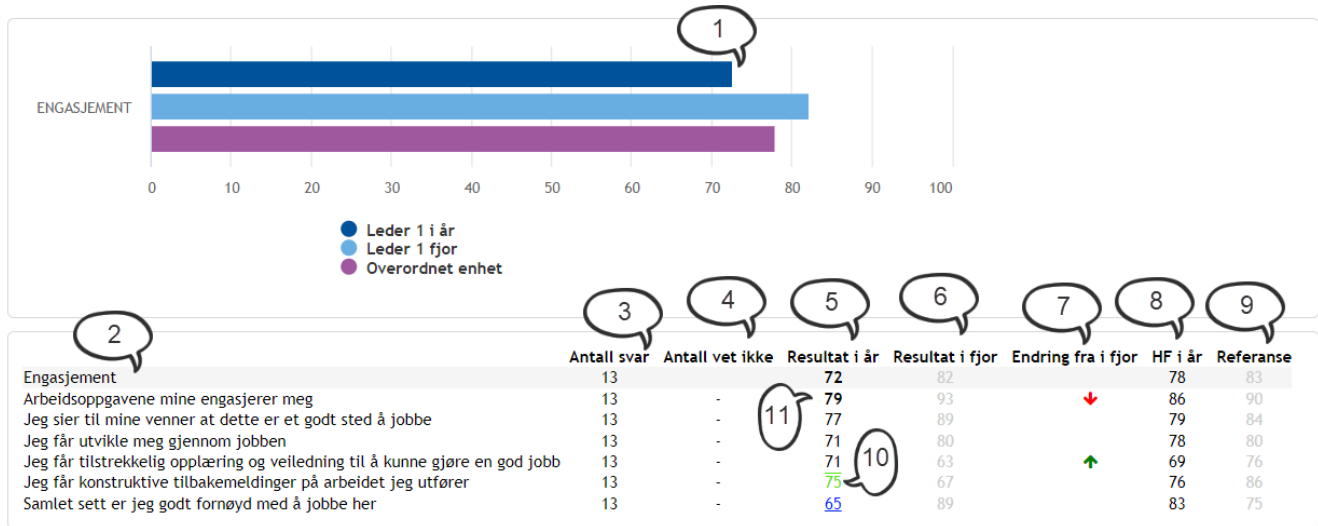 1
ENGASJEMENT
0 10 20 30 40 50 60 70 80 90 100
Leder 1 i år
Leder 1 fjor
Overordnet enhet
2 3 4 5 6 7 8 9
Antall svar Antall vet ikke Resultat i år Resultat i fjor Endring fra i fjor HF i år Referanse
Engasjement 13 72 82 78 83
Arbeidsoppgavene mine engasjerer meg 13 - 79 93 86 90
Jeg sier til mine venner at dette er et godt sted å jobbe 13 - 11 77 89 79 84
Jeg får utvikle meg gjennom jobben 13 - 71 80 78 80
Jeg får tilstrekkelig opplæring og veiledning til å kunne gjøre en god jobb 13 - 71 10 63 69 76
Jeg får konstruktive tilbakemeldinger på arbeidet jeg utfører 13 - 75 67 76 86
Samlet sett er jeg godt fornøyd med å jobbe her 13 - 65 89 83 75